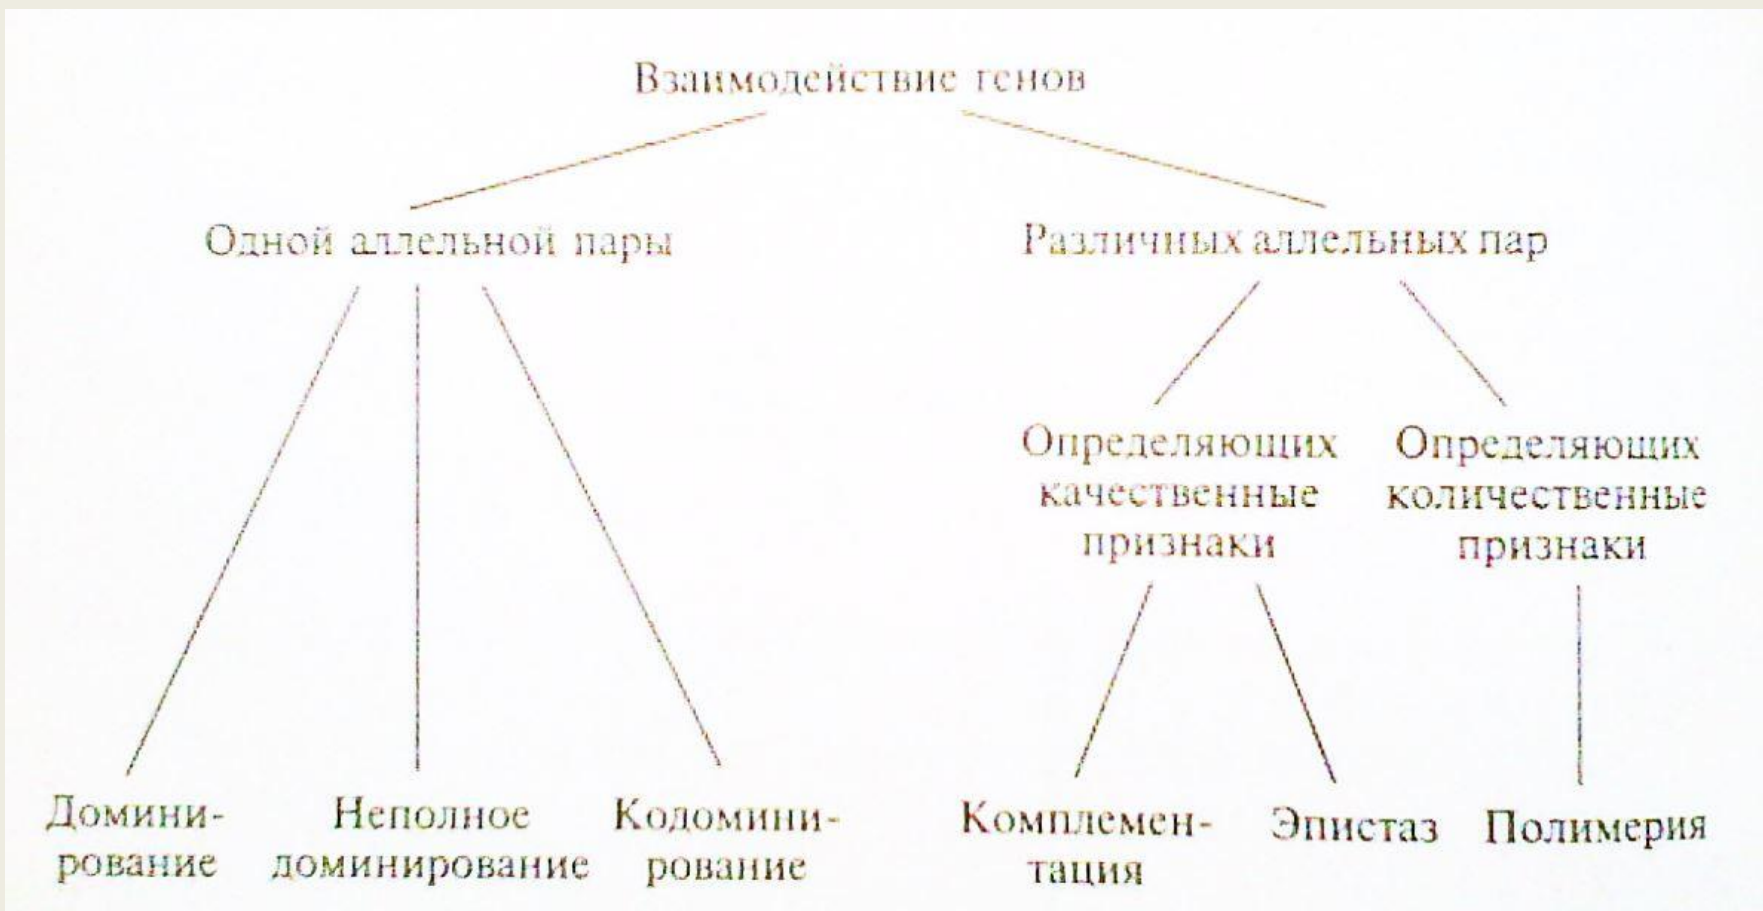 Взаимодействие генов
Одной аллельной пары
Различных аллельных пар
Определяющих
качественные
признаки
Определяющих
количественные
признаки
Домини-
рование
Неполное
доминирование
Кодомини-
рование
Комплемен-
тация
Эпистаз
Полимерия